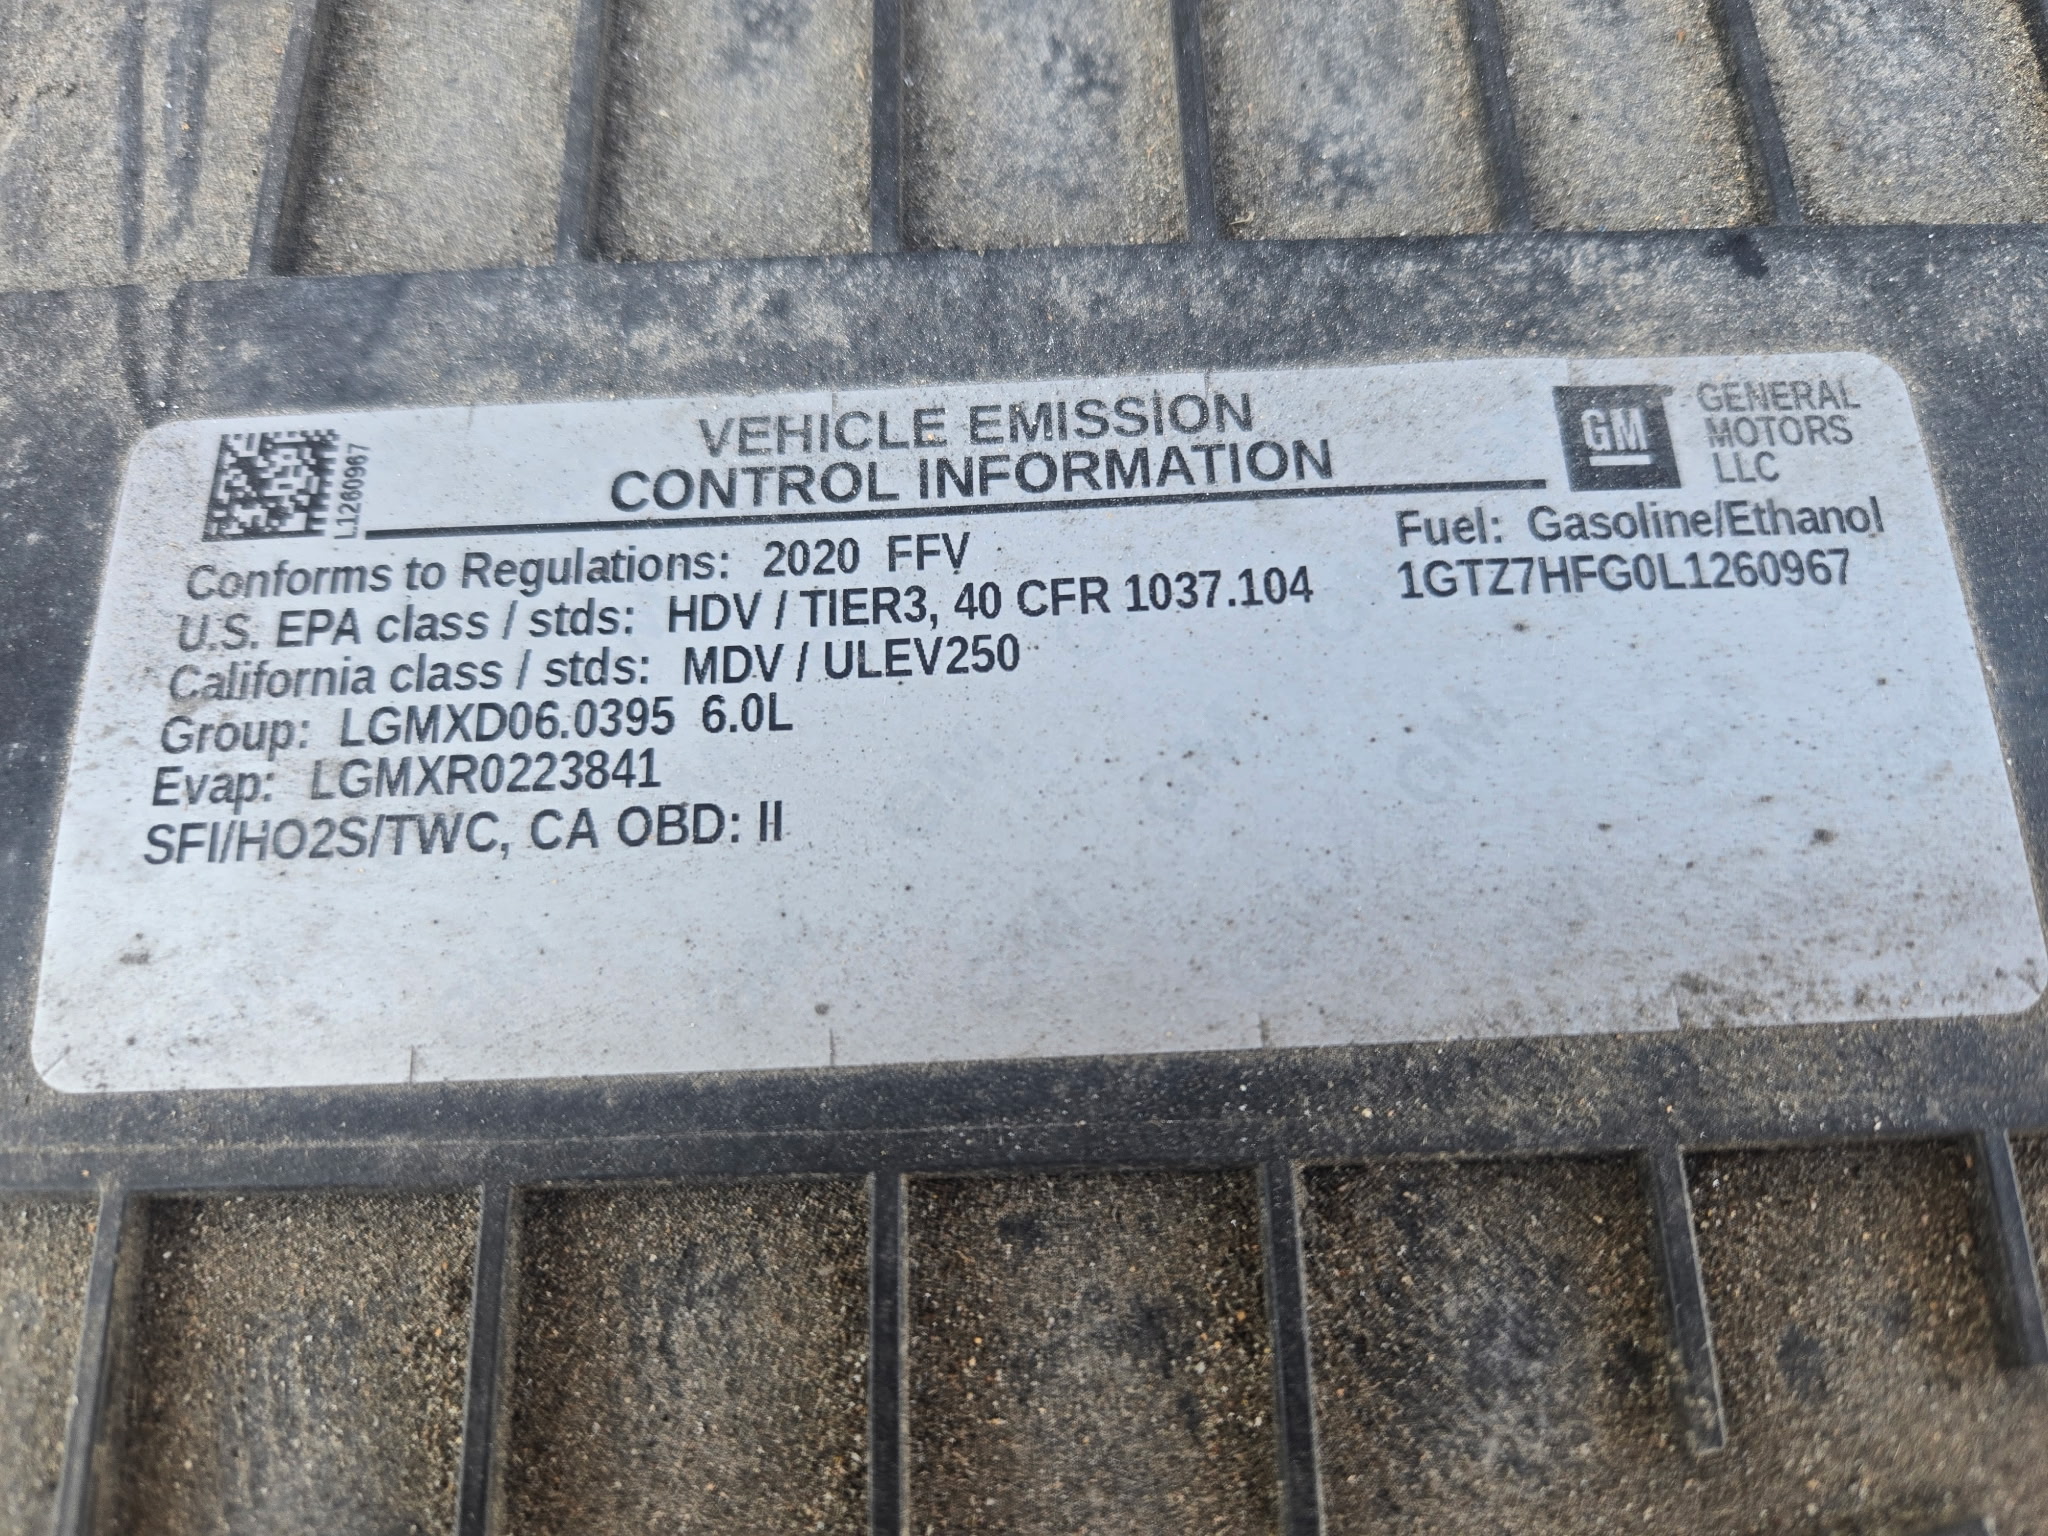 L1260967
VEHICLE EMISSION
CONTROL INFORMATION
GM
GENERAL
MOTORS
LLC
Conforms to Regulations: 2020 FFV
U.S. EPA class / stds: HDV / TIER3, 40 CFR 1037.104
California class / stds: MDV / ULEV250
Group: LGMXD06.0395 6.0L
Evap: LGMXR0223841
SFI/HO2S/TWC, CA OBD: II
Fuel: Gasoline/Ethanol
1GTZ7HFG0L1260967